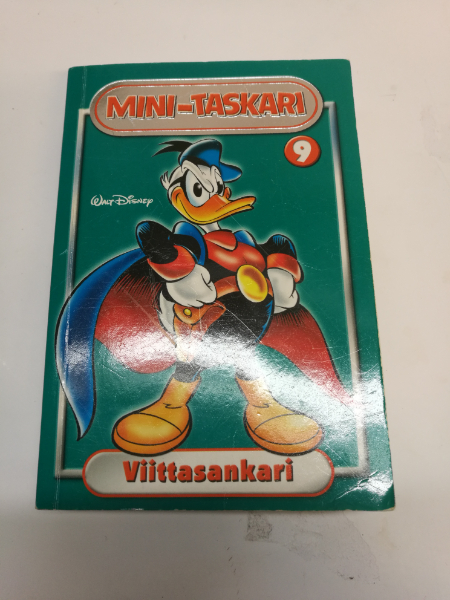 MINI-TASKARI
9
WALT DISNEY
Viittasankari